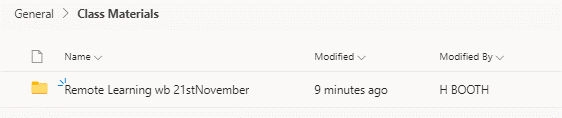 General > Class Materials
Name Modified Modified By
Remote Learning wb 21stNovember 9 minutes ago H BOOTH